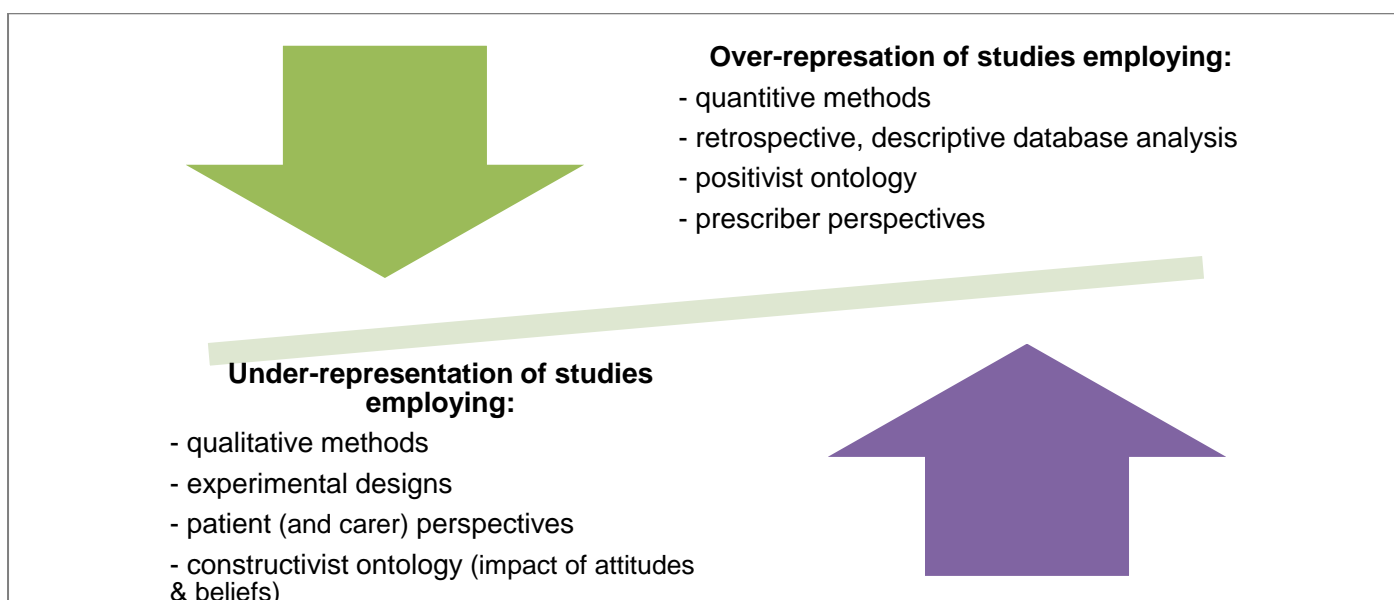 Over-represation of studies employing:
- quantitive methods
- retrospective, descriptive database analysis
- positivist ontology
- prescriber perspectives
Under-representation of studies
employing:
- qualitative methods
- experimental designs
- patient (and carer) perspectives
- constructivist ontology (impact of attitudes
& beliefs)